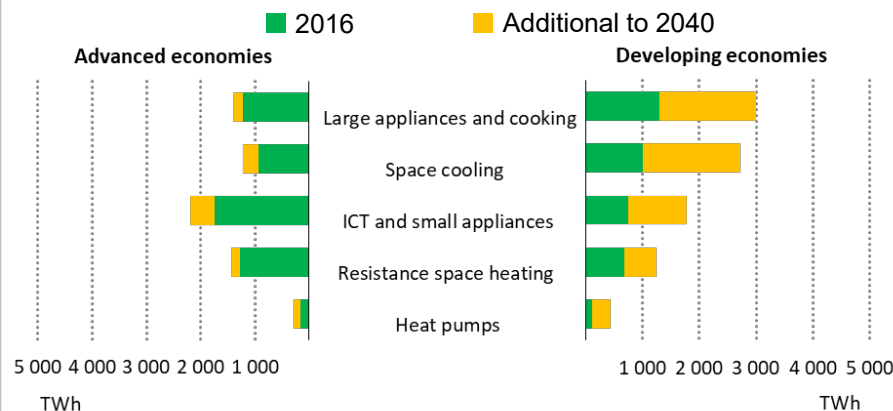 2016 Additional to 2040
Advanced economies Developing economies
Large appliances and cooking
Space cooling
ICT and small appliances
Resistance space heating
Heat pumps
5 000 4 000 3 000 2 000 1 000 1 000 2 000 3 000 4 000 5 000
TWh TWh